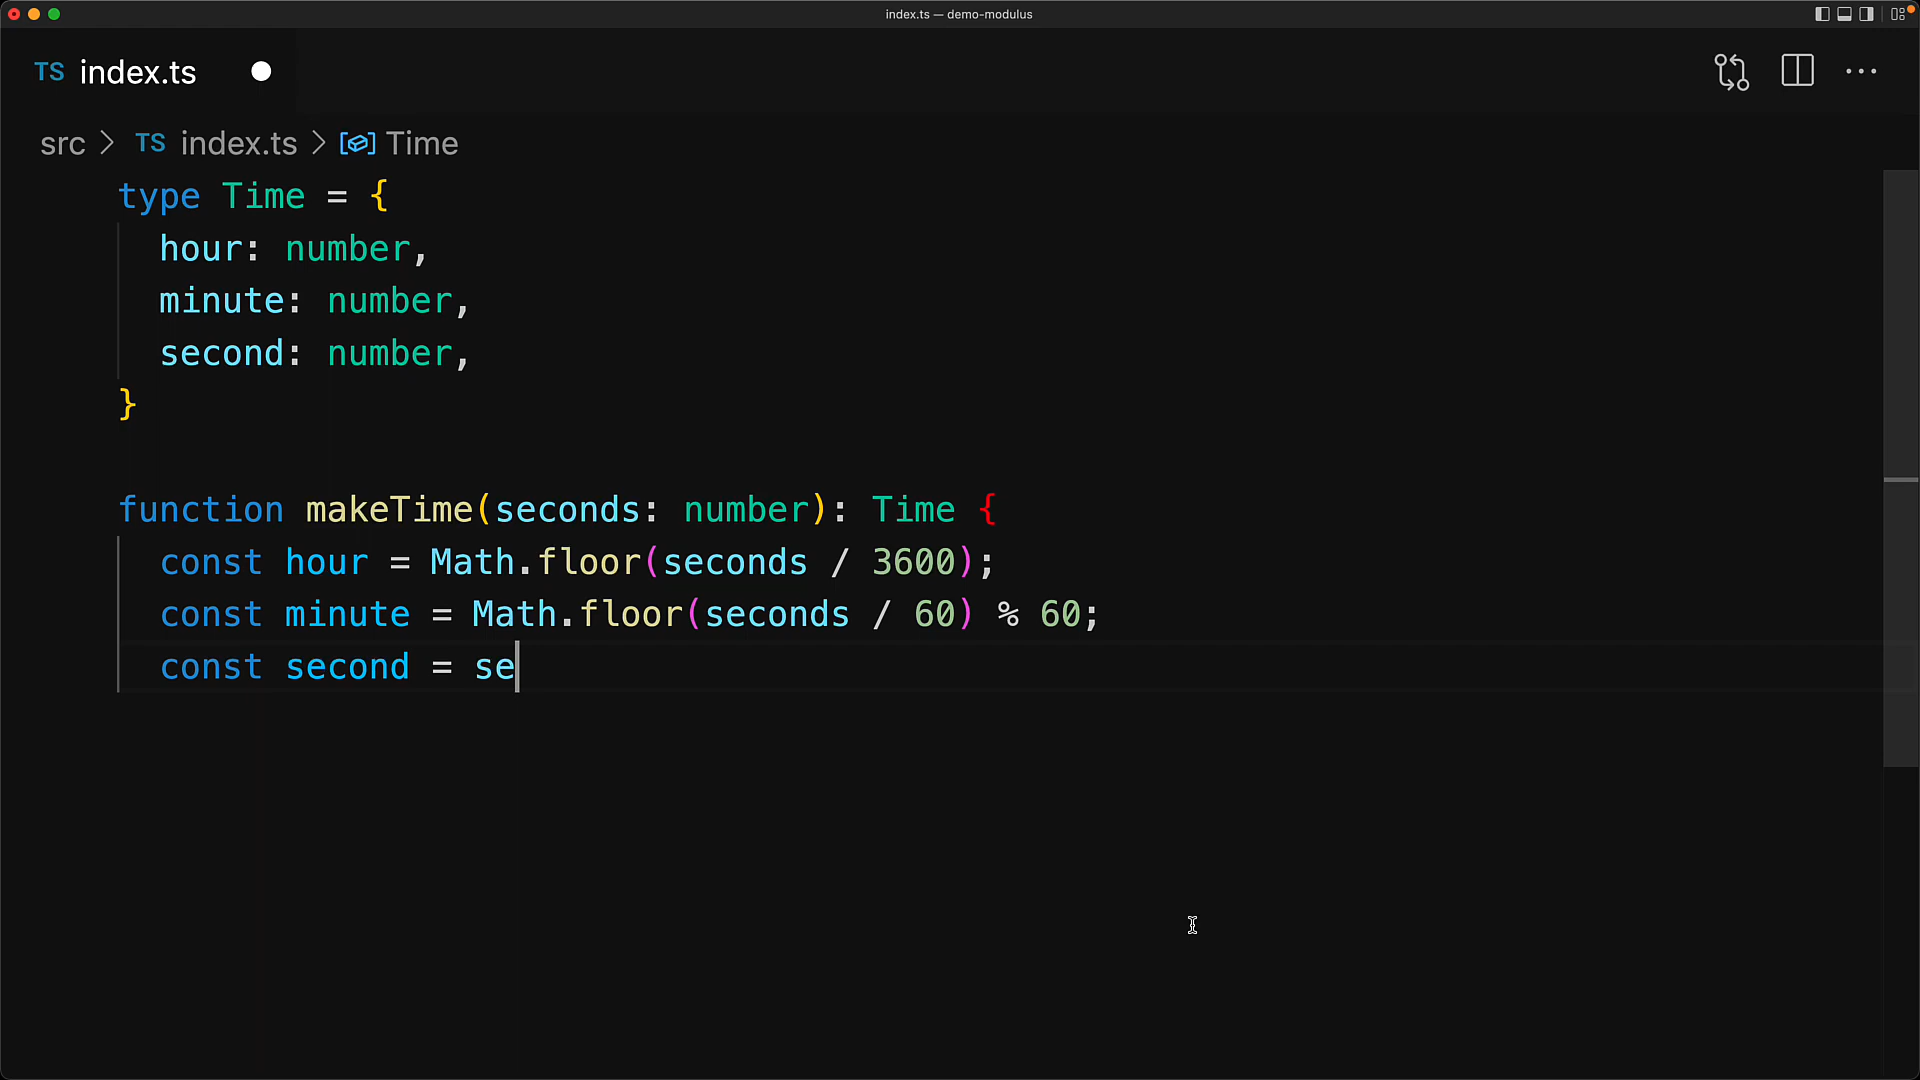 index.ts — demo-modulus
TS index.ts
src > TS index.ts > Time
type Time = {
  hour: number,
  minute: number,
  second: number,
}
function makeTime(seconds: number): Time {
  const hour = Math.floor(seconds / 3600);
  const minute = Math.floor(seconds / 60) % 60;
  const second = se